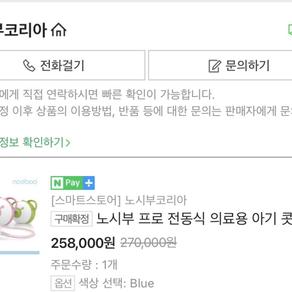 부코리아
전화걸기
문의하기
에게 직접 연락하시면 빠른 확인이 가능합니다.
정 이후 상품의 이용방법, 반품 등에 대한 문의는 판매자에게 문
정보 확인하기>
nosiboo
N Pay +
[스마트스토어] 노시부코리아
구매확정 노시부 프로 전동식 의료용 아기 콧
258,000원 270,000원
주문수량 : 1개
옵션 색상 선택: Blue